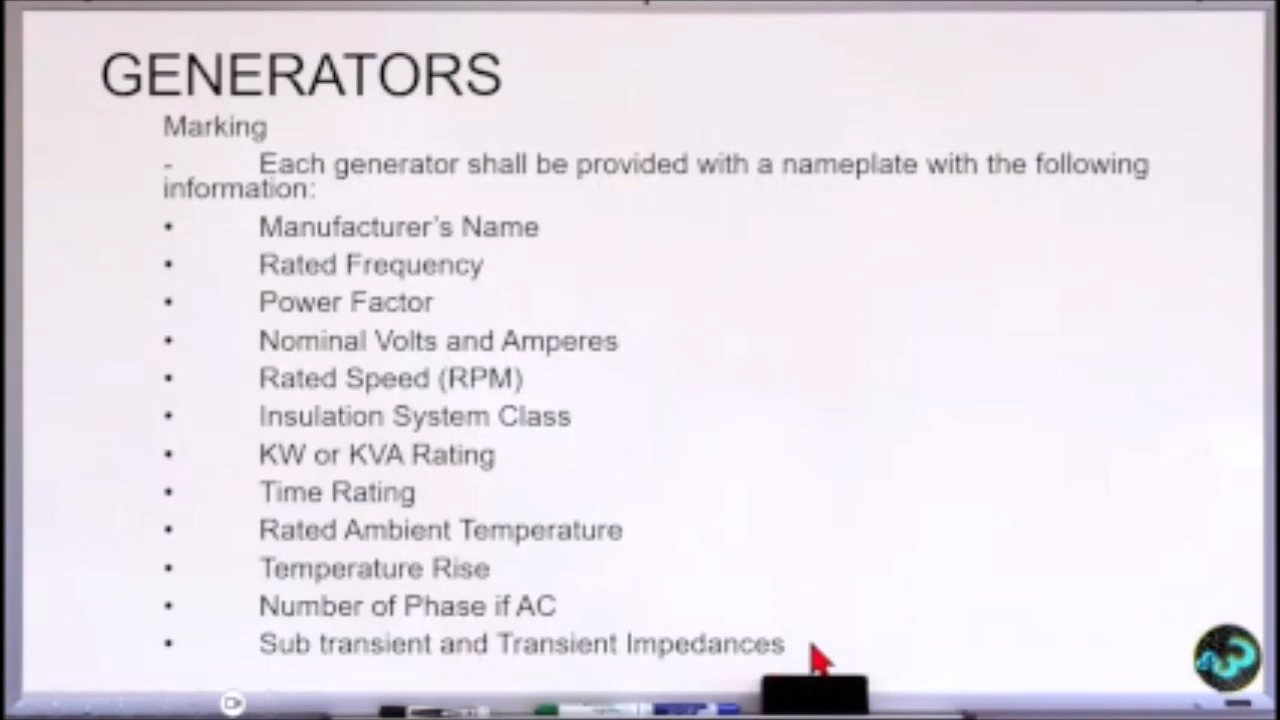 GENERATORS
Marking
- Each generator shall be provided with a nameplate with the following
information:
• Manufacturer's Name
• Rated Frequency
• Power Factor
• Nominal Volts and Amperes
• Rated Speed (RPM)
• Insulation System Class
• KW or KVA Rating
• Time Rating
• Rated Ambient Temperature
• Temperature Rise
• Number of Phase if AC
• Sub transient and Transient Impedances